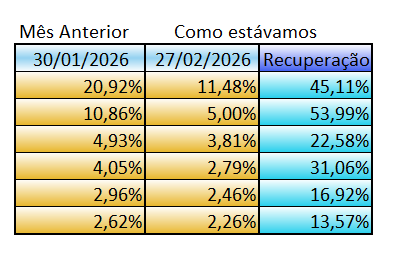 Mês Anterior Como estávamos
30/01/2026 27/02/2026 Recuperação
20,92% 11,48% 45,11%
10,86% 5,00% 53,99%
4,93% 3,81% 22,58%
4,05% 2,79% 31,06%
2,96% 2,46% 16,92%
2,62% 2,26% 13,57%